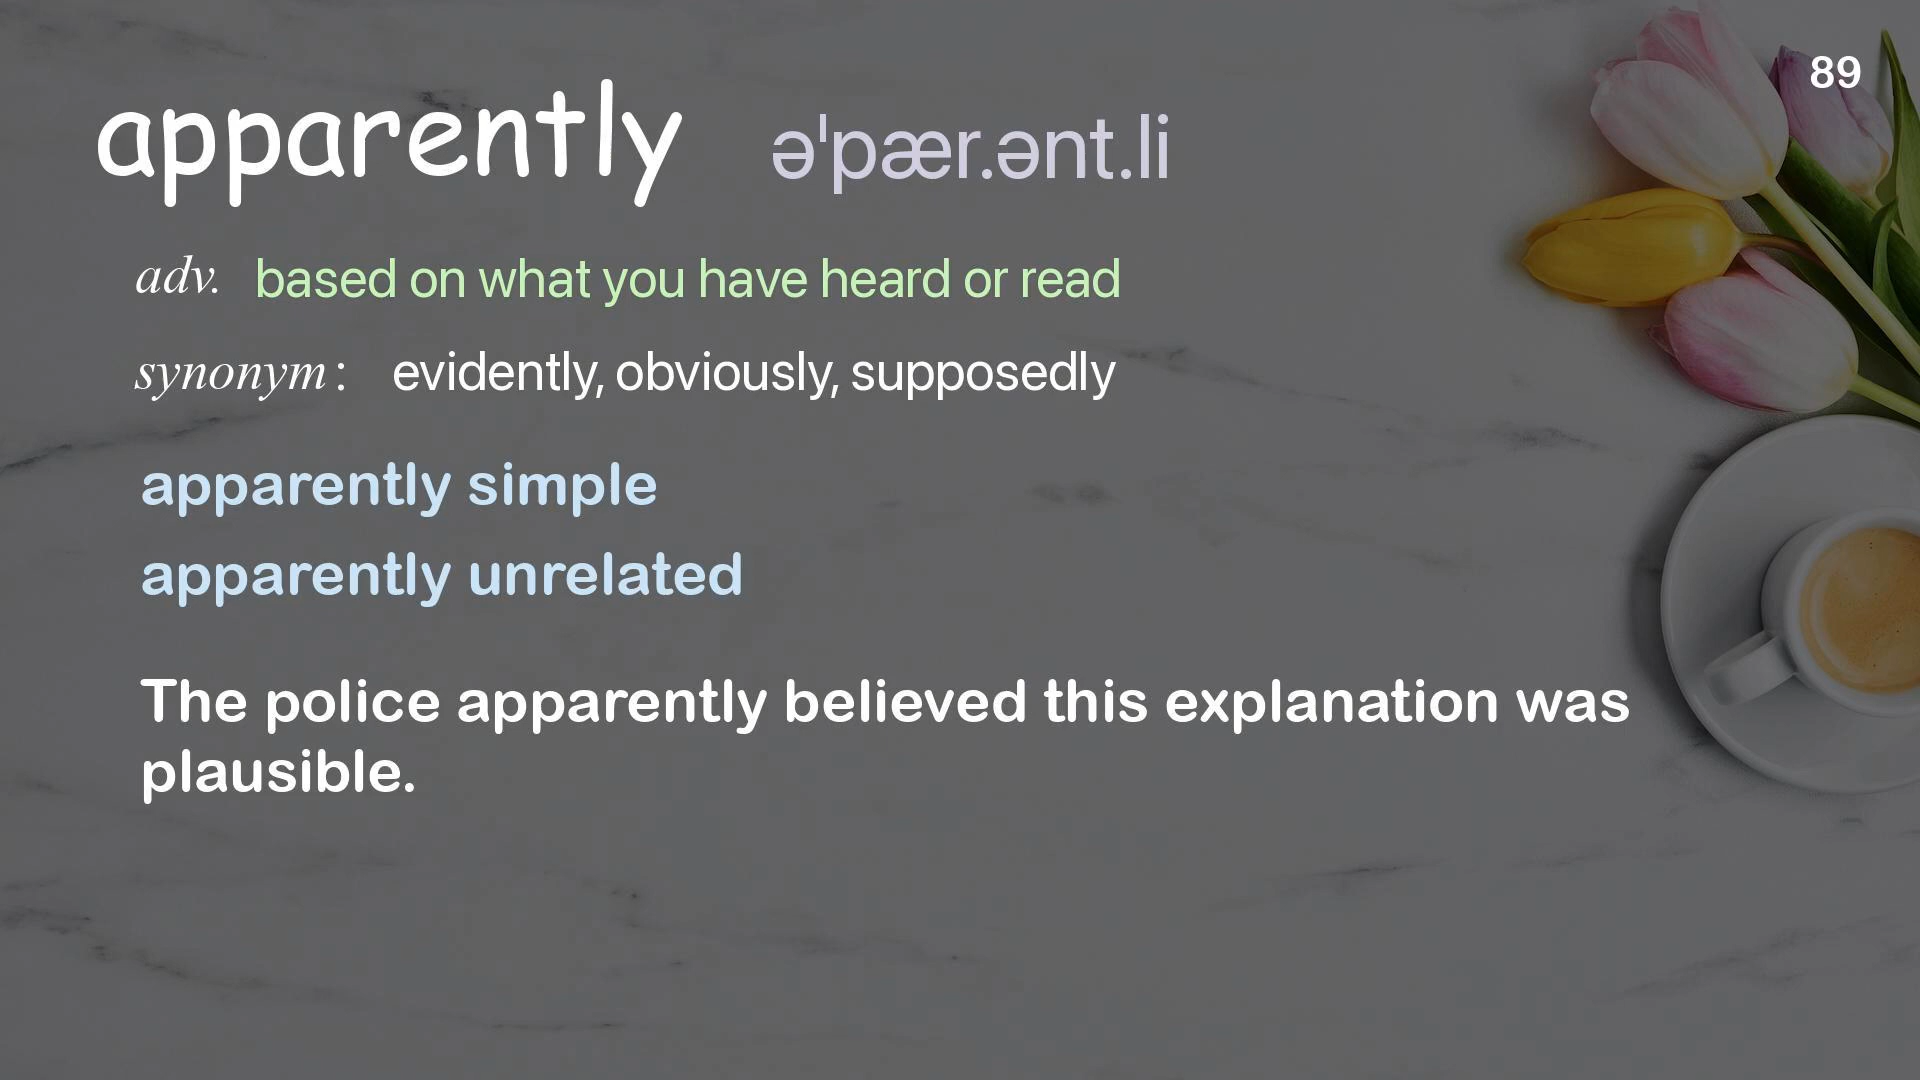 89
apparently əˈpær.ənt.li
adv. based on what you have heard or read
synonym : evidently, obviously, supposedly
apparently simple
apparently unrelated
The police apparently believed this explanation was
plausible.